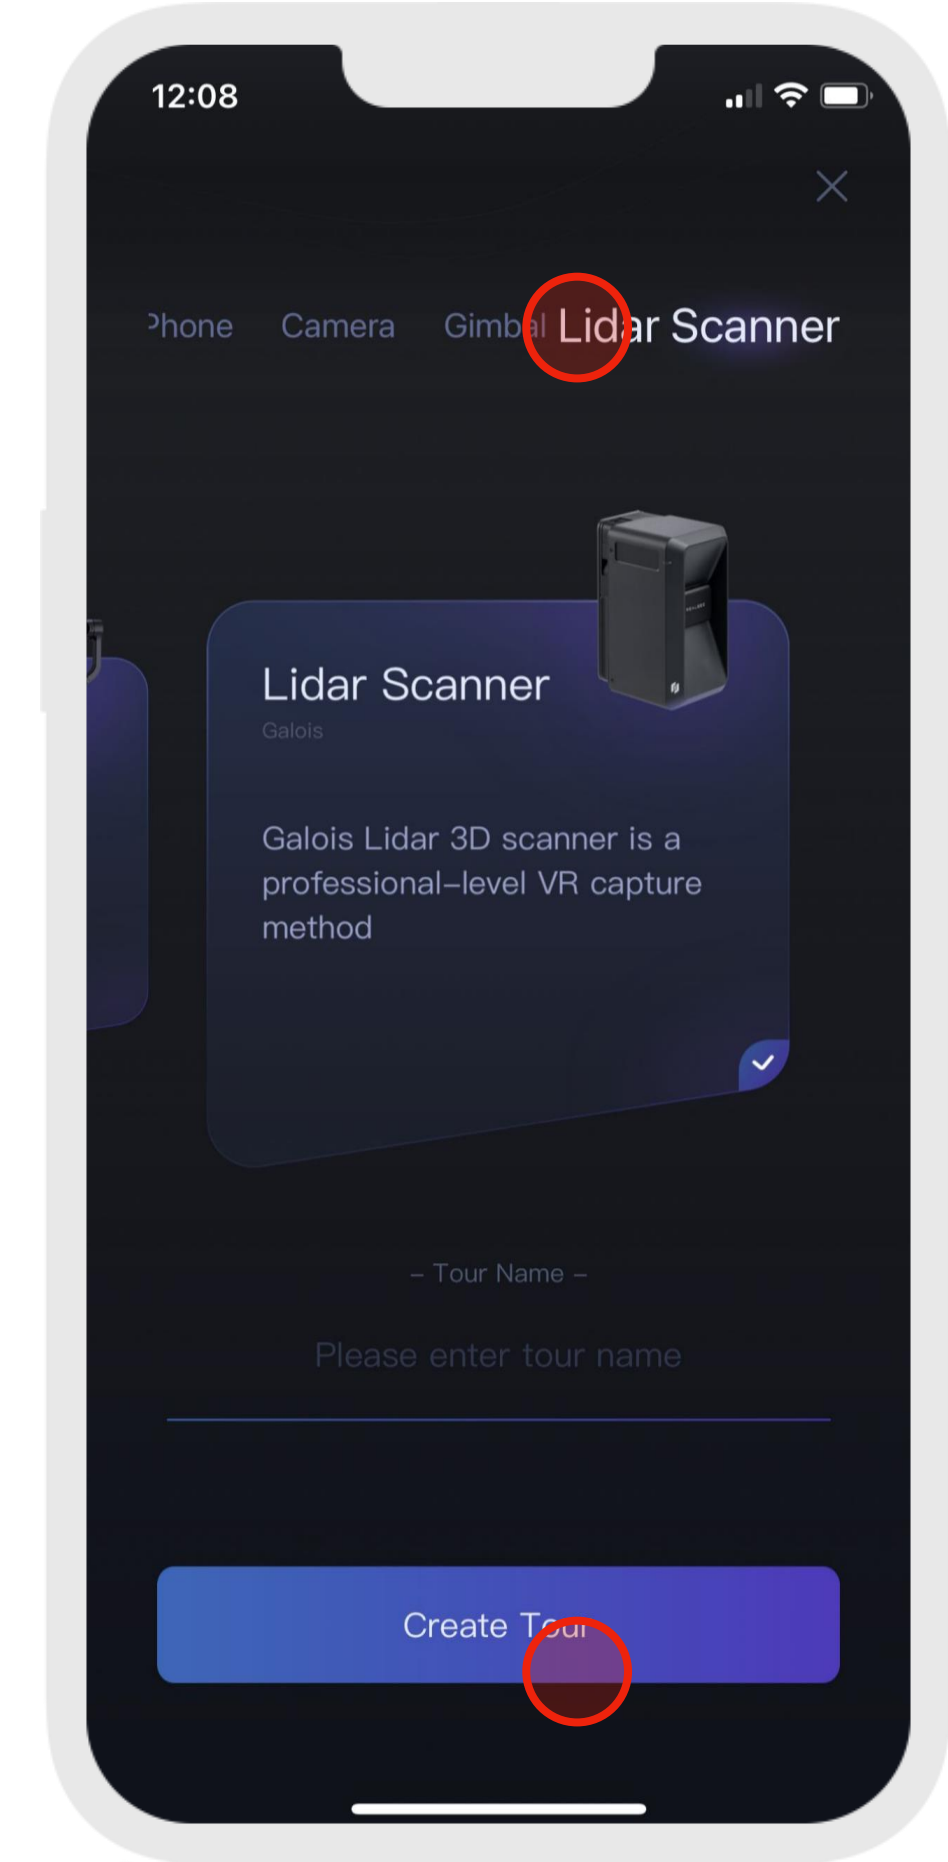 12:08
Phone Camera Gimbal Lidar Scanner
Lidar Scanner
Galois
Galois Lidar 3D scanner is a
professional-level VR capture
method
– Tour Name –
Please enter tour name
Create Tour